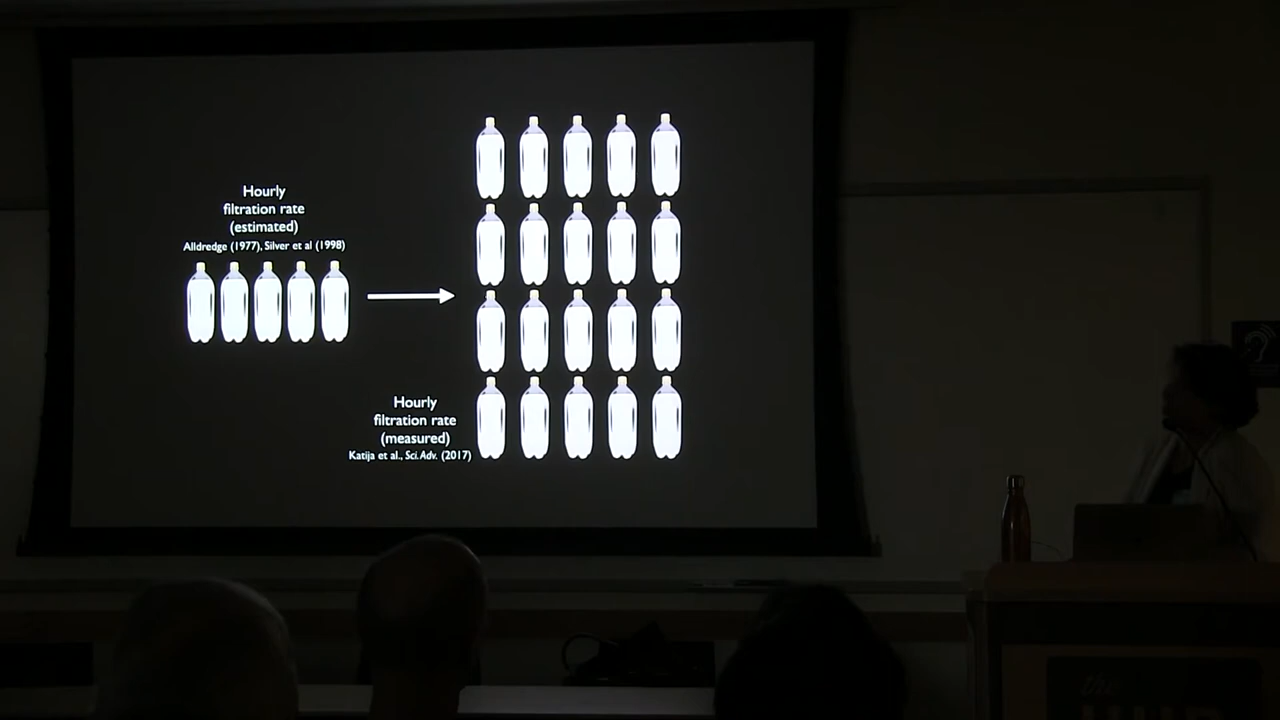 Hourly
filtration rate
(estimated)
Alldredge (1977), Silver et al (1998)
Hourly
filtration rate
(measured)
Katija et al., Sci. Adv. (2017)
the